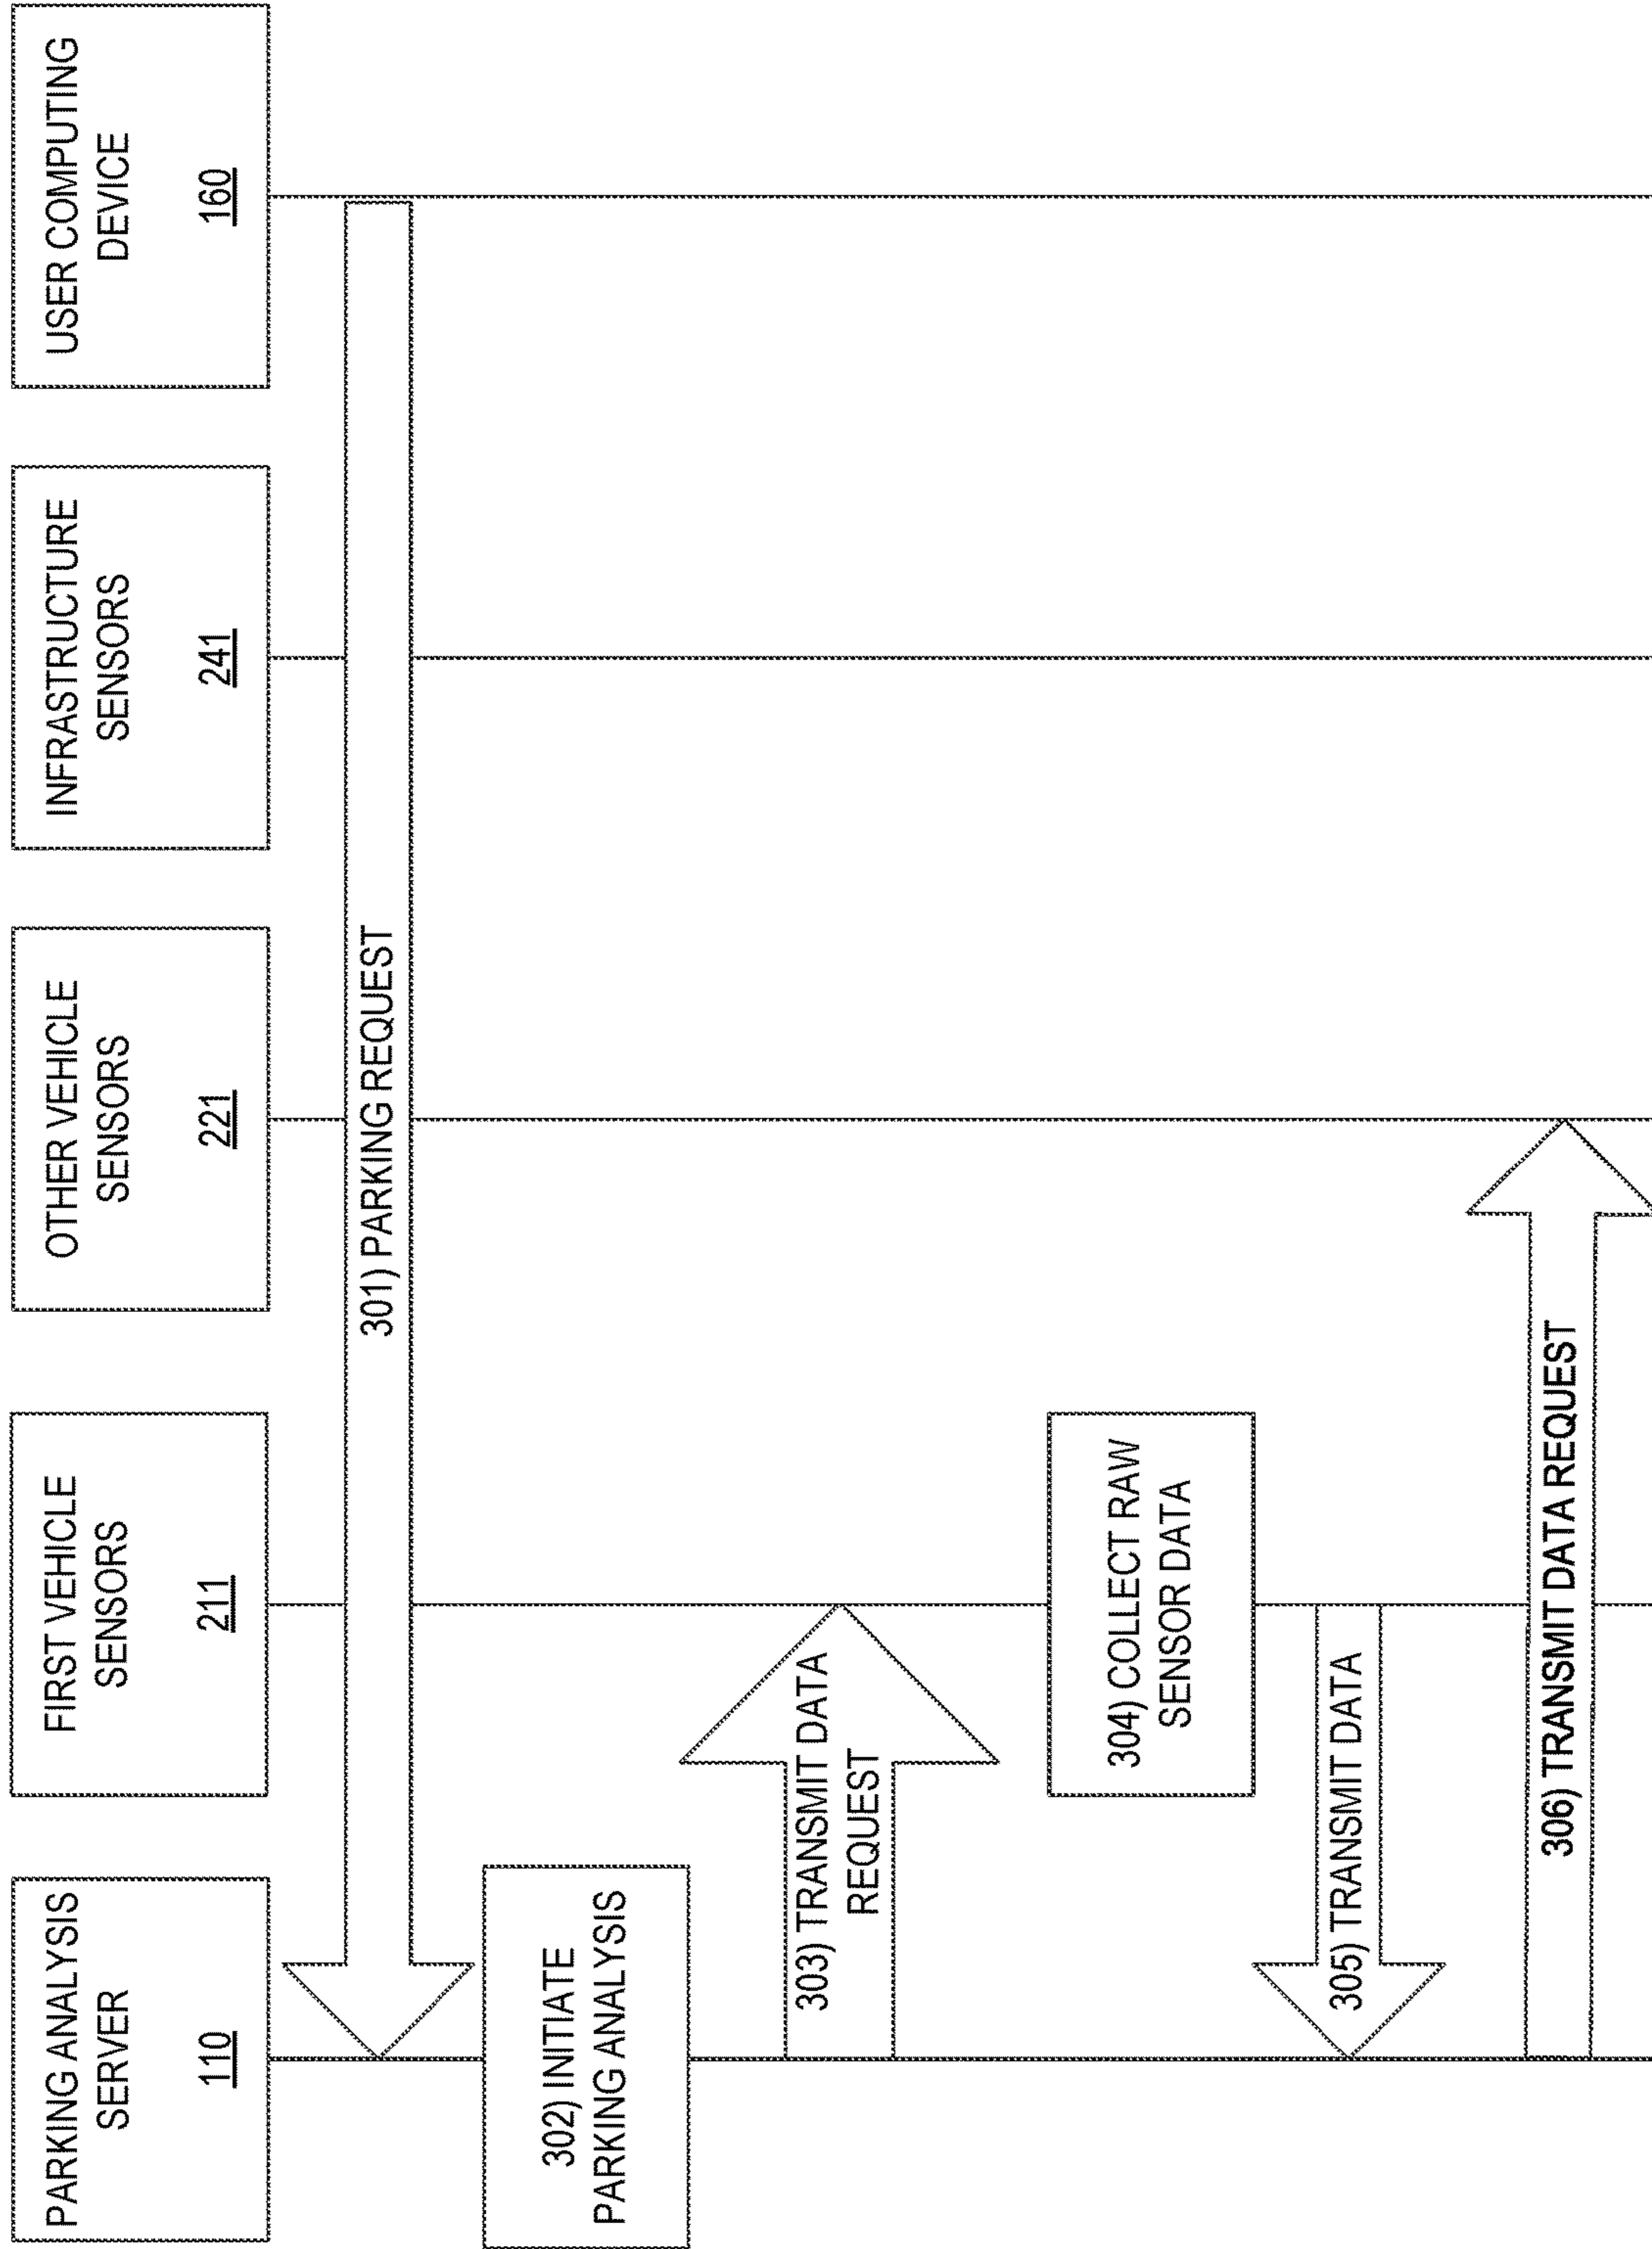 PARKING ANALYSIS
SERVER
110
FIRST VEHICLE
SENSORS
211
OTHER VEHICLE
SENSORS
221
INFRASTRUCTURE
SENSORS
241
USER COMPUTING
DEVICE
160
301) PARKING REQUEST
302) INITIATE
PARKING ANALYSIS
303) TRANSMIT DATA
REQUEST
304) COLLECT RAW
SENSOR DATA
305) TRANSMIT DATA
306) TRANSMIT DATA REQUEST